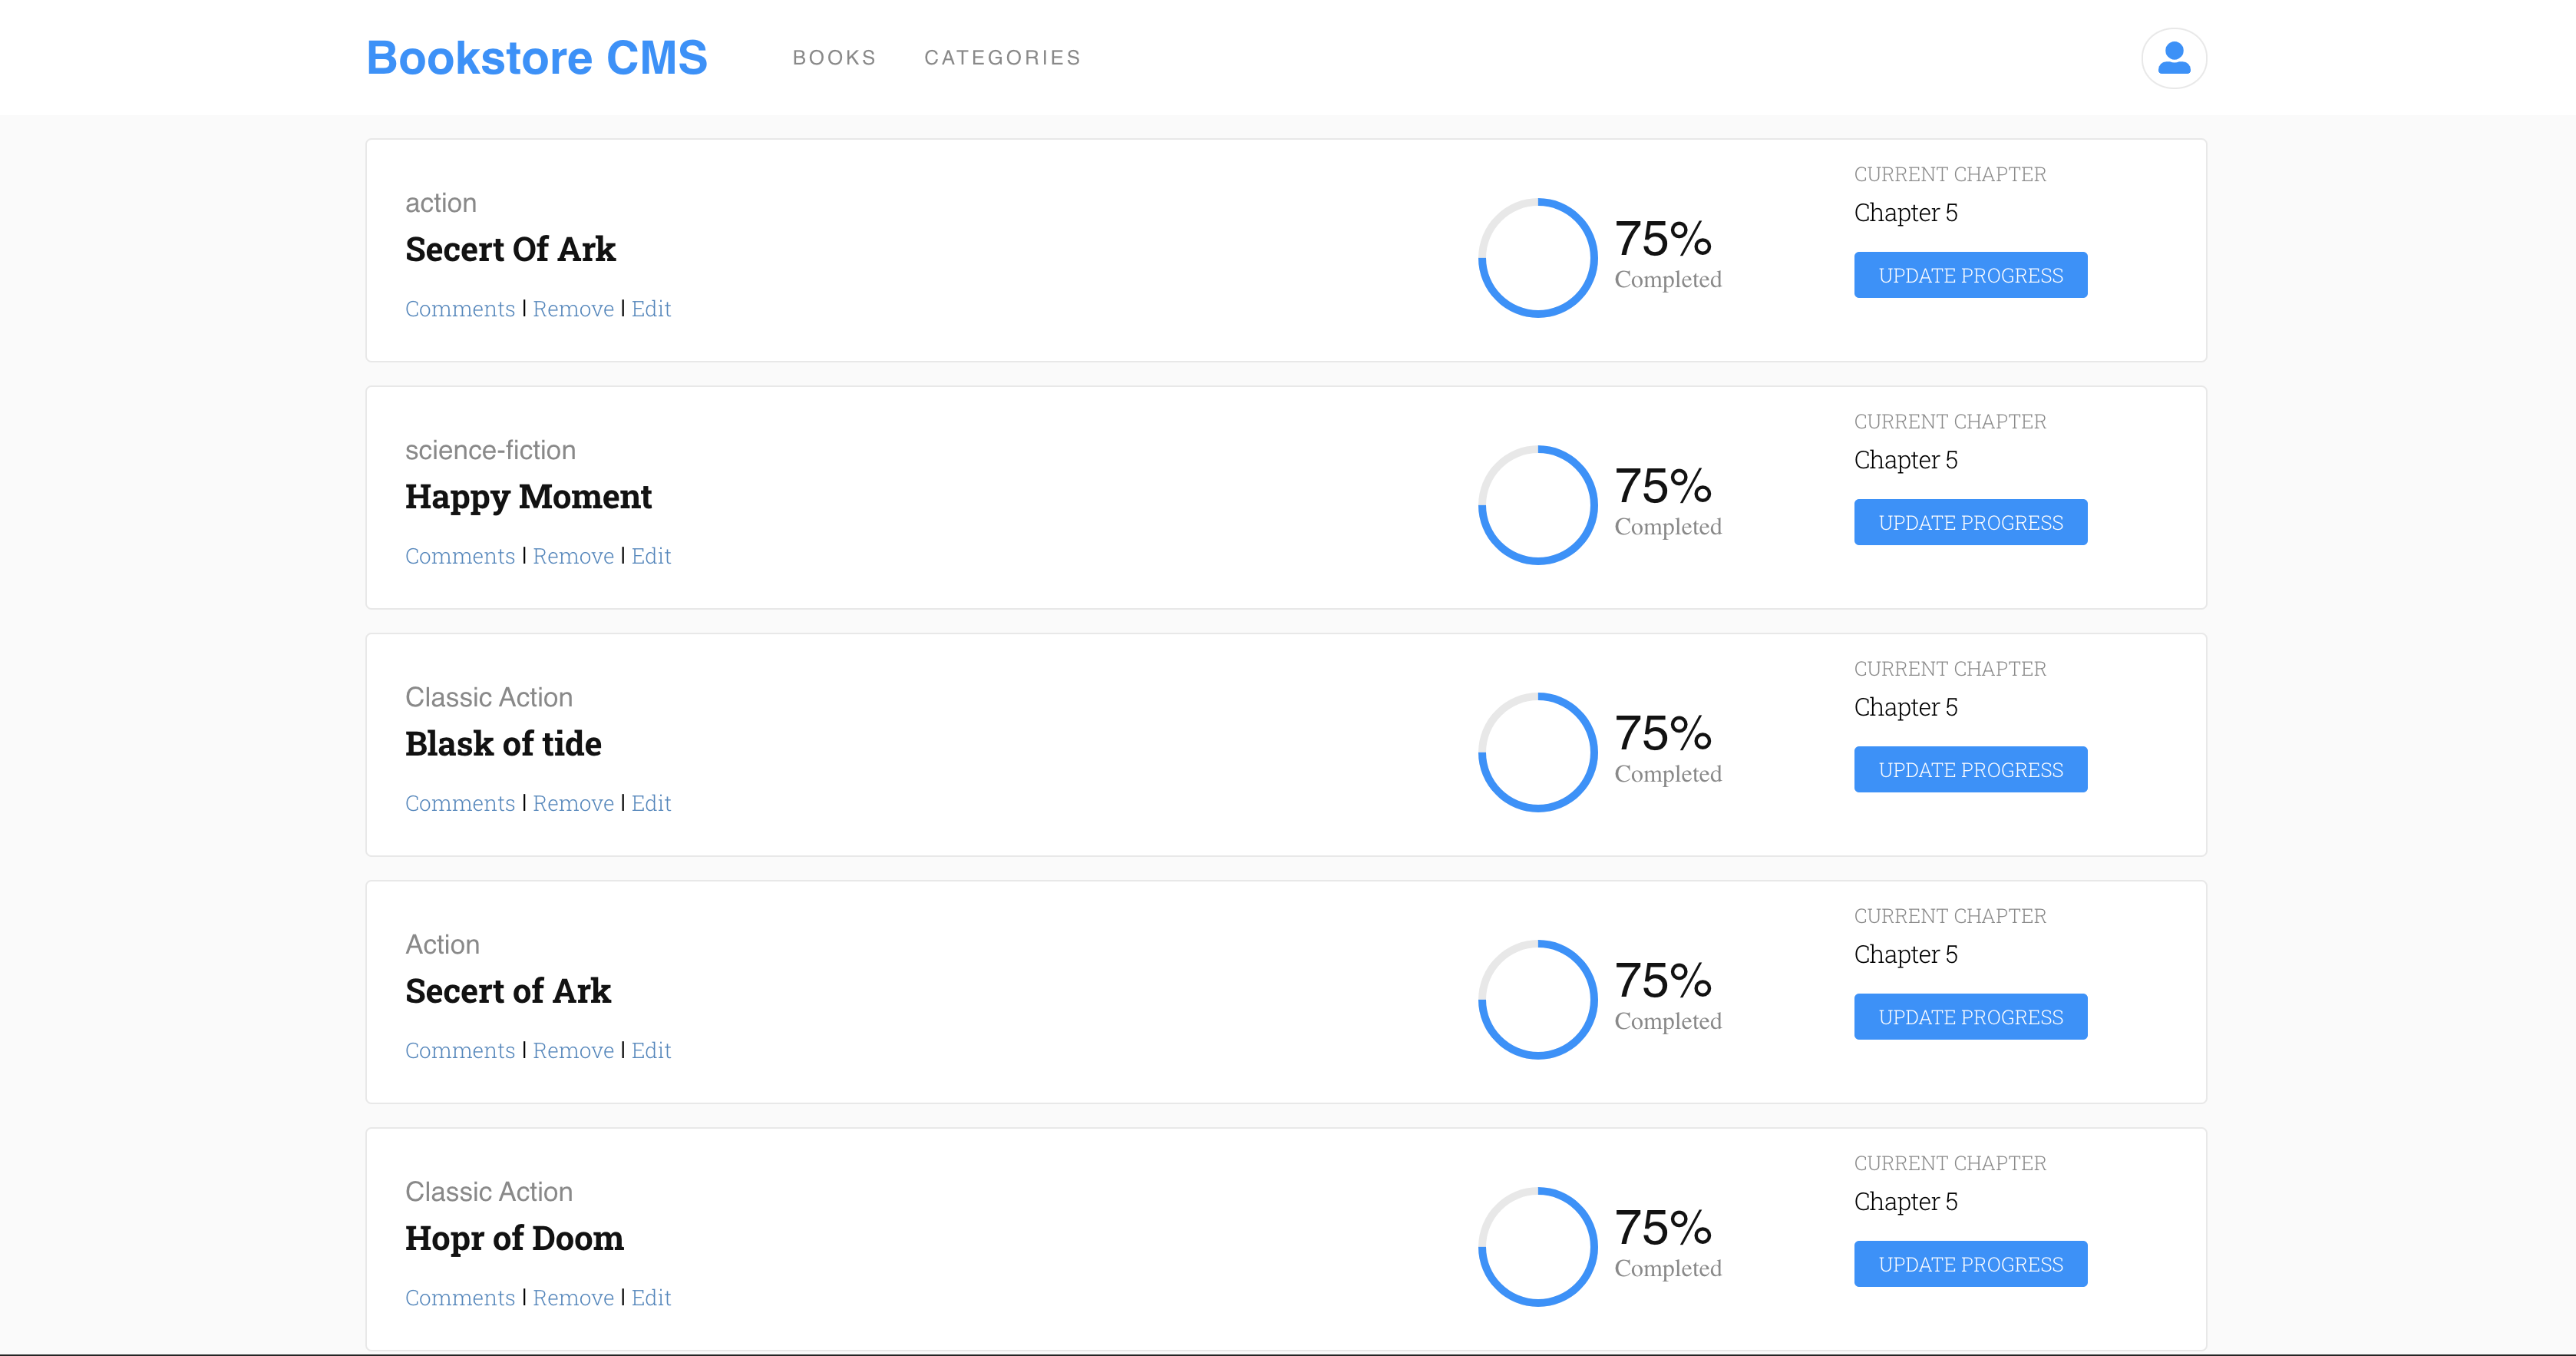 Bookstore CMS BOOKS CATEGORIES
action
Secert Of Ark
Comments | Remove | Edit
75%
Completed
CURRENT CHAPTER
Chapter 5
UPDATE PROGRESS
science-fiction
Happy Moment
Comments | Remove | Edit
75%
Completed
CURRENT CHAPTER
Chapter 5
UPDATE PROGRESS
Classic Action
Blask of tide
Comments | Remove | Edit
75%
Completed
CURRENT CHAPTER
Chapter 5
UPDATE PROGRESS
Action
Secert of Ark
Comments | Remove | Edit
75%
Completed
CURRENT CHAPTER
Chapter 5
UPDATE PROGRESS
Classic Action
Hopr of Doom
Comments | Remove | Edit
75%
Completed
CURRENT CHAPTER
Chapter 5
UPDATE PROGRESS